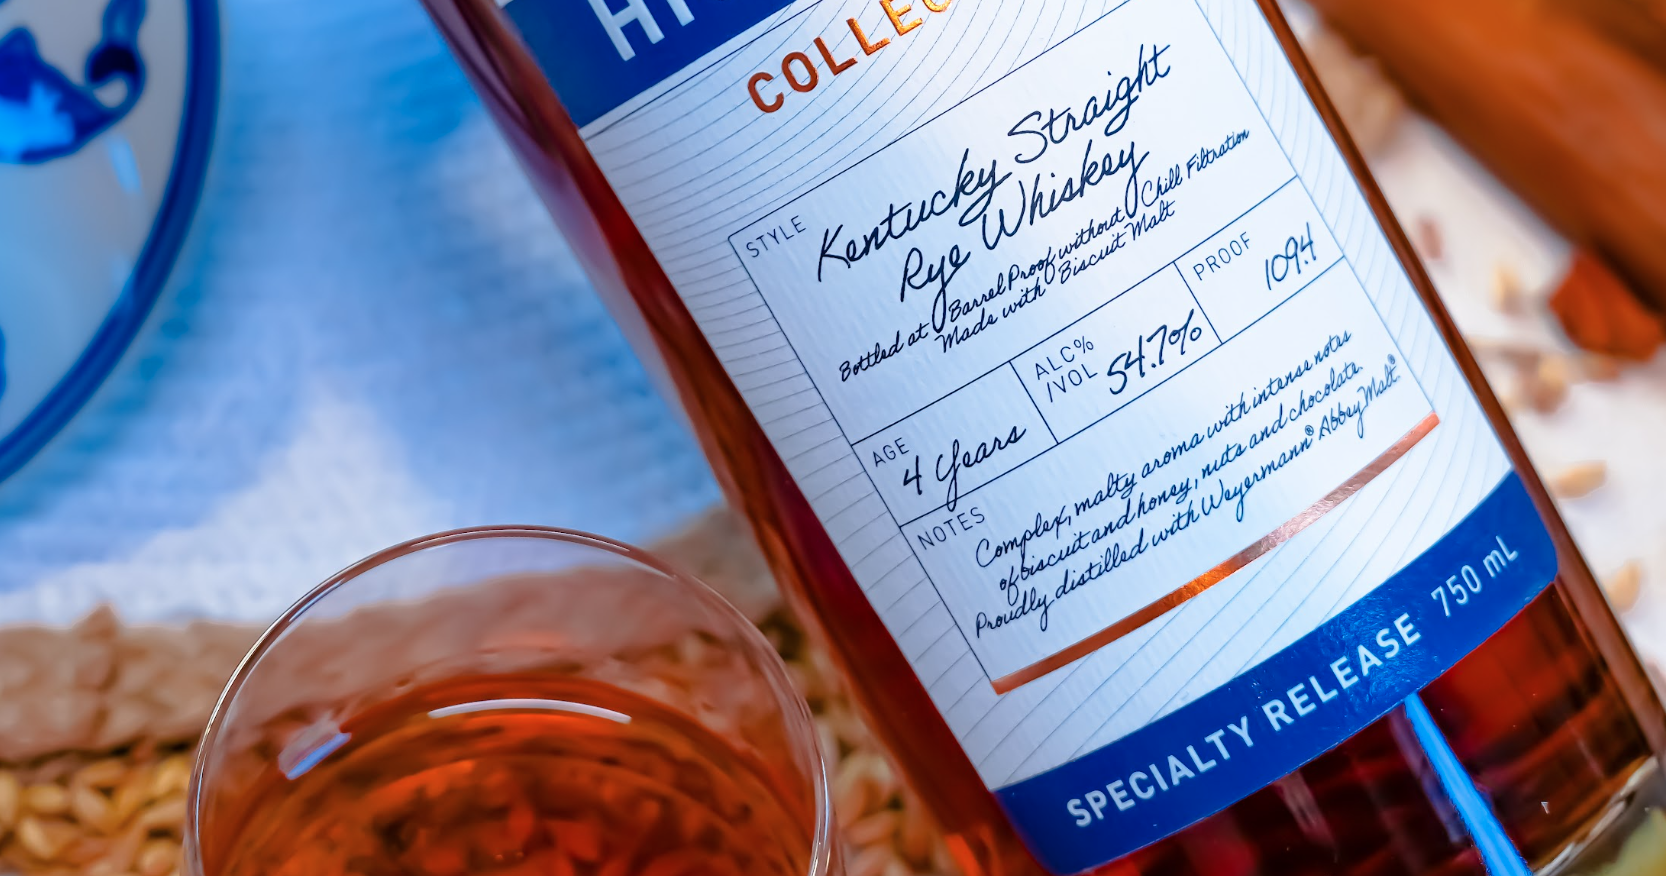 COLLEC
STYLE
Kentucky Straight
Rye Whiskey
Bottled at Barrel Proof without Chill Filtration
Made with Biscuit Malt
AGE
4 Years
ALC%
/VOL
54.7%
PROOF
109.4
NOTES
Complex, malty aroma with intense notes
of biscuit and honey, nuts and chocolate.
Proudly distilled with Weyermann® Abbey Malt®.
SPECIALTY RELEASE 750 mL